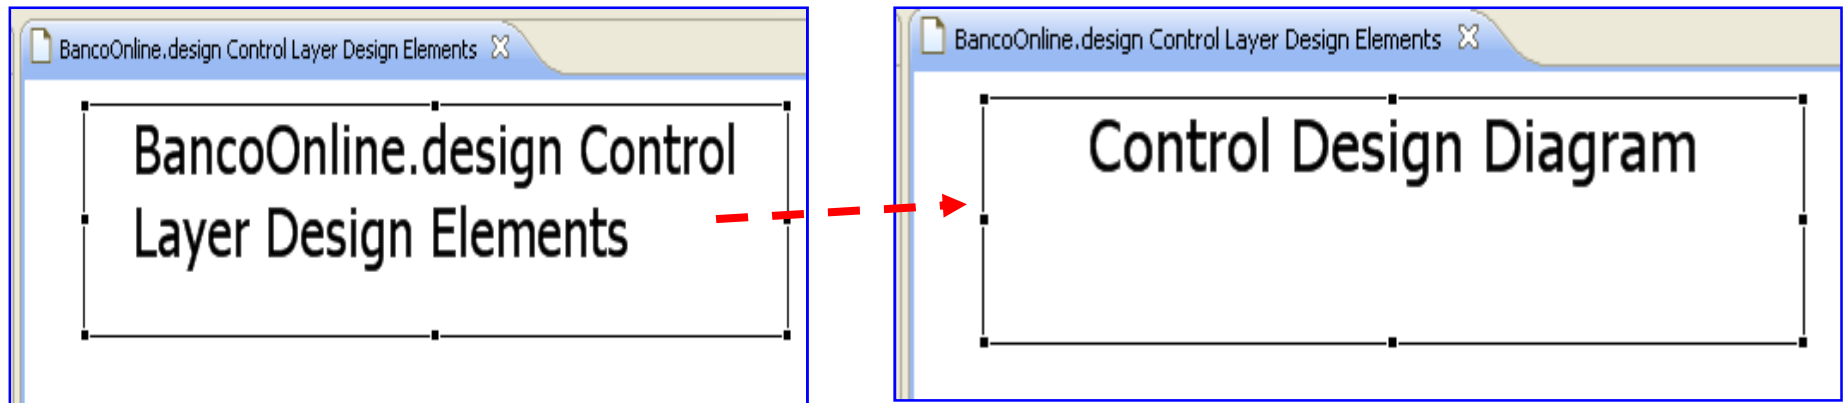 BancoOnline.design Control Layer Design Elements
BancoOnline.design Control
Layer Design Elements
BancoOnline.design Control Layer Design Elements
Control Design Diagram